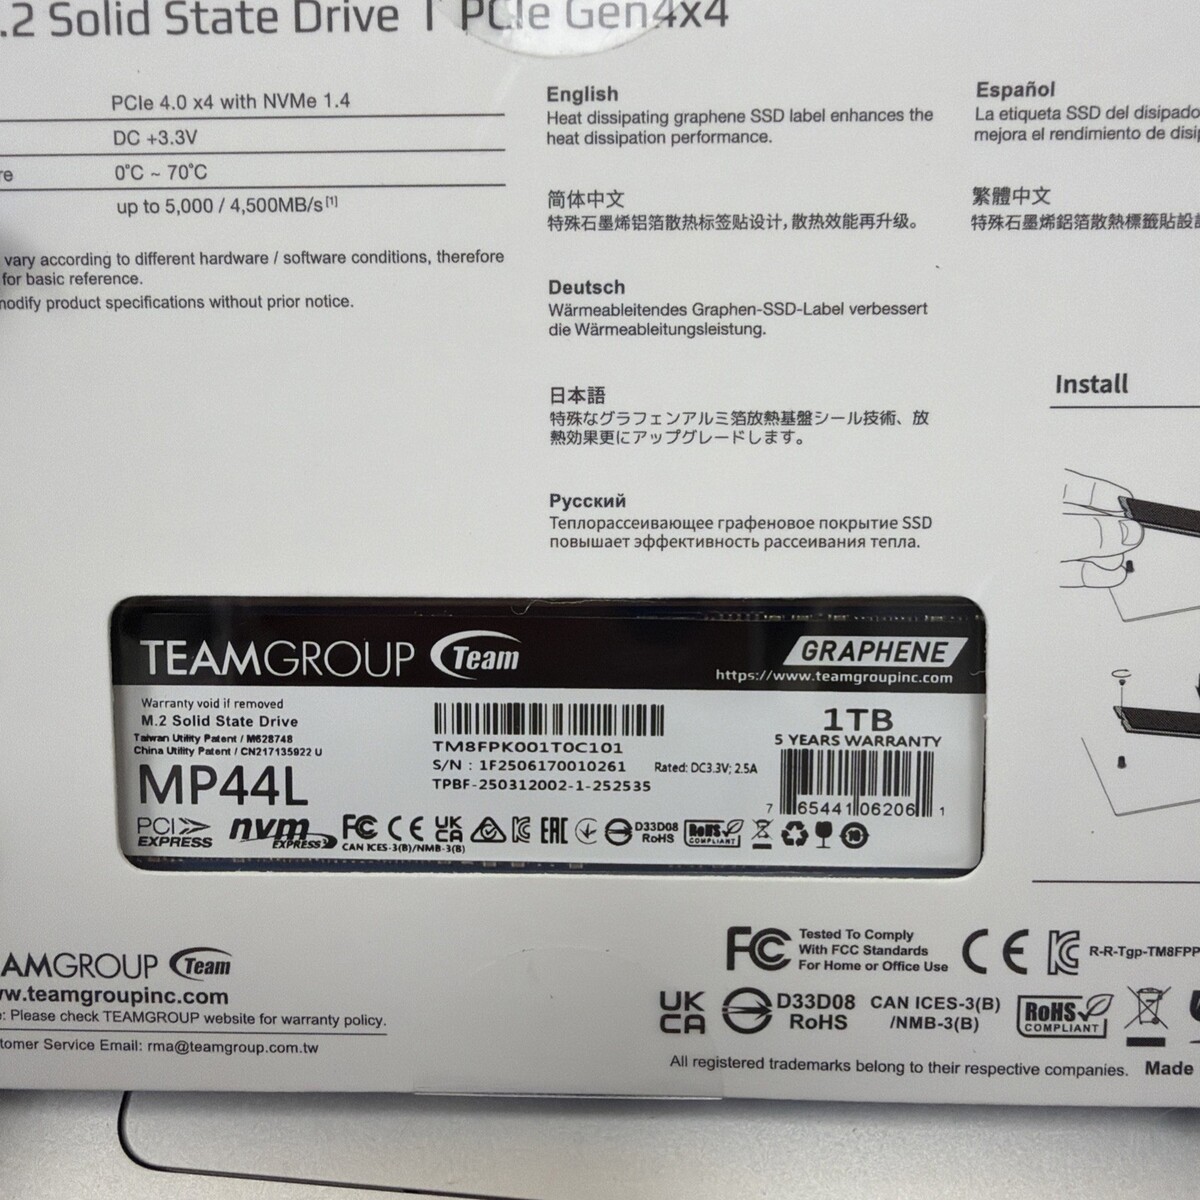 .2 Solid State Drive | PCIe Gen4x4
PCIe 4.0 x4 with NVMe 1.4
DC +3.3V
re
0˚C ~ 70˚C
up to 5,000 / 4,500MB/s[1]
vary according to different hardware / software conditions, therefore
for basic reference.
modify product specifications without prior notice.
English
Heat dissipating graphene SSD label enhances the
heat dissipation performance.
Español
La etiqueta SSD del disipado
mejora el rendimiento de disip
简体中文
特殊石墨烯铝箔散热标签贴设计，散热效能再升级。
繁體中文
特殊石墨烯鋁箔散熱標籤貼設
Deutsch
Wärmeableitendes Graphen-SSD-Label verbessert
die Wärmeableitungsleistung.
日本語
特殊なグラフェンアルミ箔放熱基盤シール技術、放
熱効果更にアップグレードします。
Русский
Теплорассеивающее графеновое покрытие SSD
повышает эффективность рассеивания тепла.
Install
TEAMGROUP Team
GRAPHENE
https://www.teamgroupinc.com
Warranty void if removed
M.2 Solid State Drive
Taiwan Utility Patent / M628748
China Utility Patent / CN217135922 U
MP44L
TM8FPK001T0C101
S/N : 1F2506170010261
Rated: DC3.3V; 2.5A
TPBF-250312002-1-252535
1TB
5 YEARS WARRANTY
7 65441 06206 1
PCI EXPRESS
nvm EXPRESS
FC CE UK CA EAC
CAN ICES-3(B)/NMB-3(B)
D33D08
RoHS
RoHS
COMPLIANT
10
AMGROUP Team
ww.teamgroupinc.com
e: Please check TEAMGROUP website for warranty policy.
tomer Service Email: rma@teamgroup.com.tw
FC
Tested To Comply
With FCC Standards
For Home or Office Use
CE
R-R-Tgp-TM8FPP
UK
CA
D33D08
RoHS
CAN ICES-3(B)
/NMB-3(B)
RoHS
COMPLIANT
All registered trademarks belong to their respective companies. Made